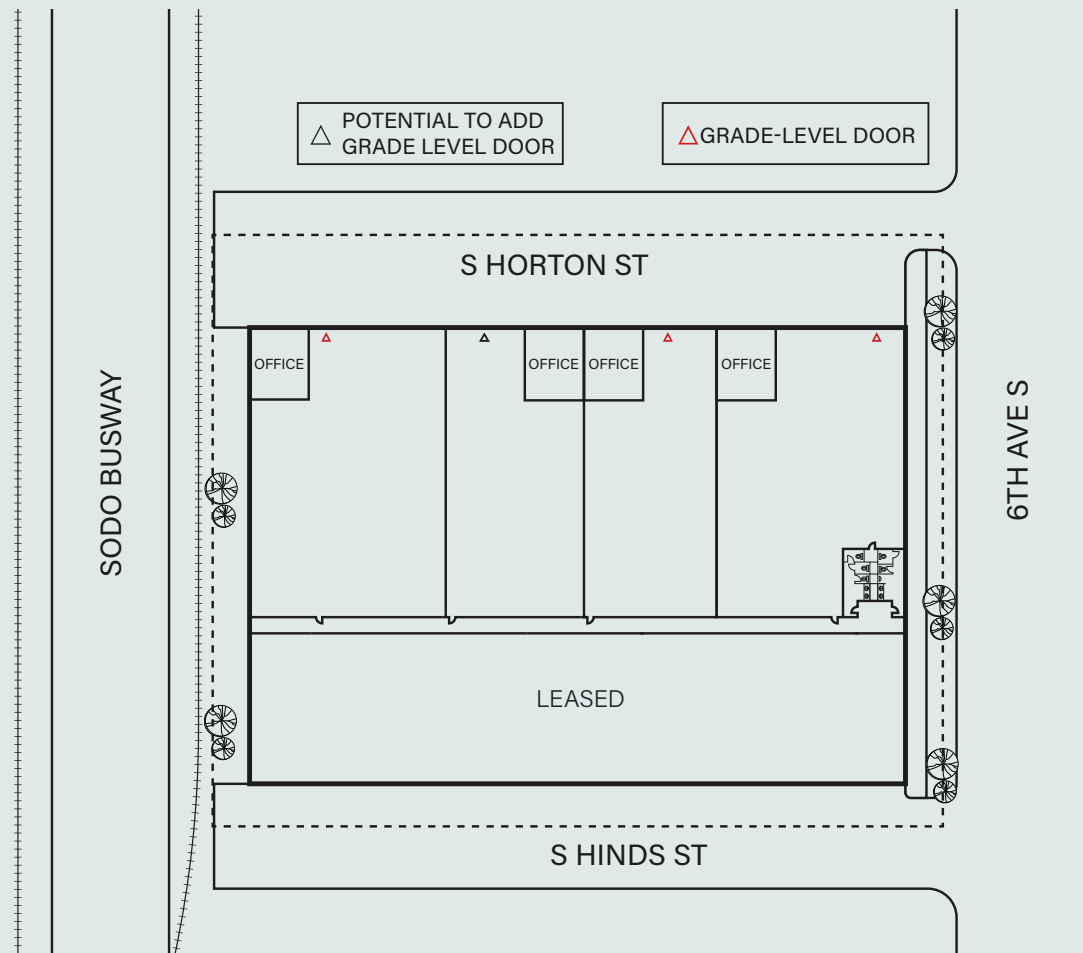 POTENTIAL TO ADD
GRADE LEVEL DOOR
GRADE-LEVEL DOOR
S HORTON ST
OFFICE
OFFICE
OFFICE
OFFICE
SODO BUSWAY
6TH AVE S
LEASED
S HINDS ST